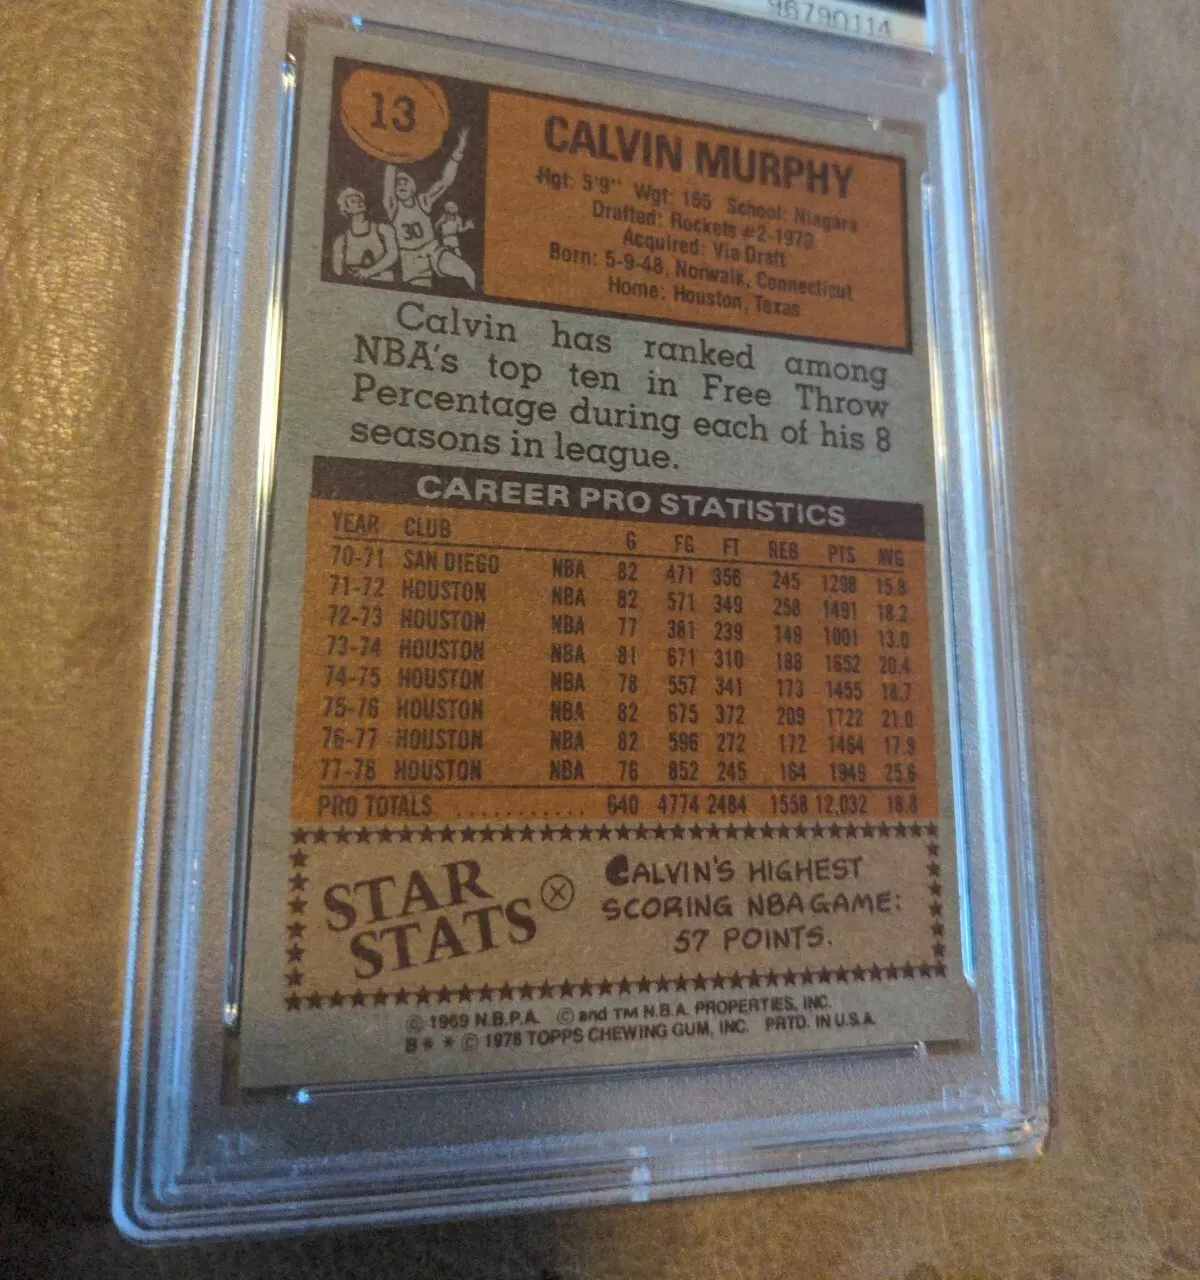 96790114
13
30
CALVIN MURPHY
Hgt: 5'9" Wgt: 165 School: Niagara
Drafted: Rockets #2-1970
Acquired: Via Draft
Born: 5-9-48, Norwalk, Connecticut
Home: Houston, Texas
Calvin has ranked among
NBA's top ten in Free Throw
Percentage during each of his 8
seasons in league.
CAREER PRO STATISTICS
YEAR CLUB G FG FT REB PTS AVG
70-71 SAN DIEGO NBA 82 471 356 245 1298 15.8
71-72 HOUSTON NBA 82 571 349 258 1491 18.2
72-73 HOUSTON NBA 77 381 239 149 1001 13.0
73-74 HOUSTON NBA 81 671 310 188 1652 20.4
74-75 HOUSTON NBA 78 557 341 173 1455 18.7
75-76 HOUSTON NBA 82 675 372 209 1722 21.0
76-77 HOUSTON NBA 82 596 272 172 1464 17.9
77-78 HOUSTON NBA 76 852 245 164 1949 25.6
PRO TOTALS ............ 640 4774 2484 1558 12,032 18.8
STAR
STATS
CALVIN'S HIGHEST
SCORING NBA GAME:
57 POINTS.
© 1969 N.B.P.A. © and TM N.B.A. PROPERTIES, INC.
B * * © 1978 TOPPS CHEWING GUM, INC. PRTD. IN U.S.A.